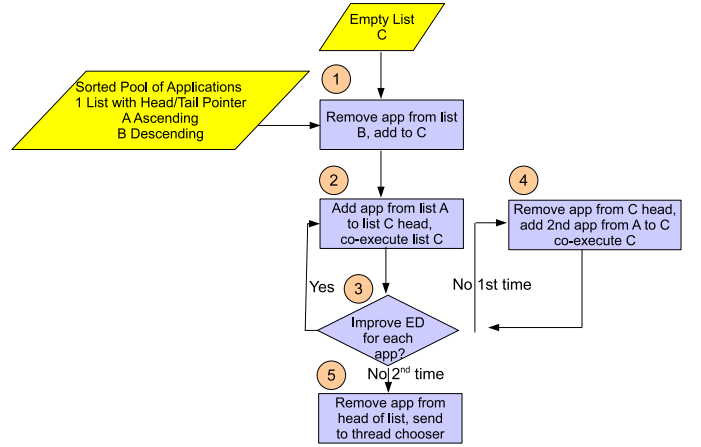 Empty List
C
Sorted Pool of Applications
1 List with Head/Tail Pointer
A Ascending
B Descending
1
Remove app from list
B, add to C
2
Add app from list A
to list C head,
co-execute list C
4
Remove app from C head,
add 2nd app from A to C
co-execute C
Yes
3
No 1st time
Improve ED
for each
app?
No 2nd time
5
Remove app from
head of list, send
to thread chooser